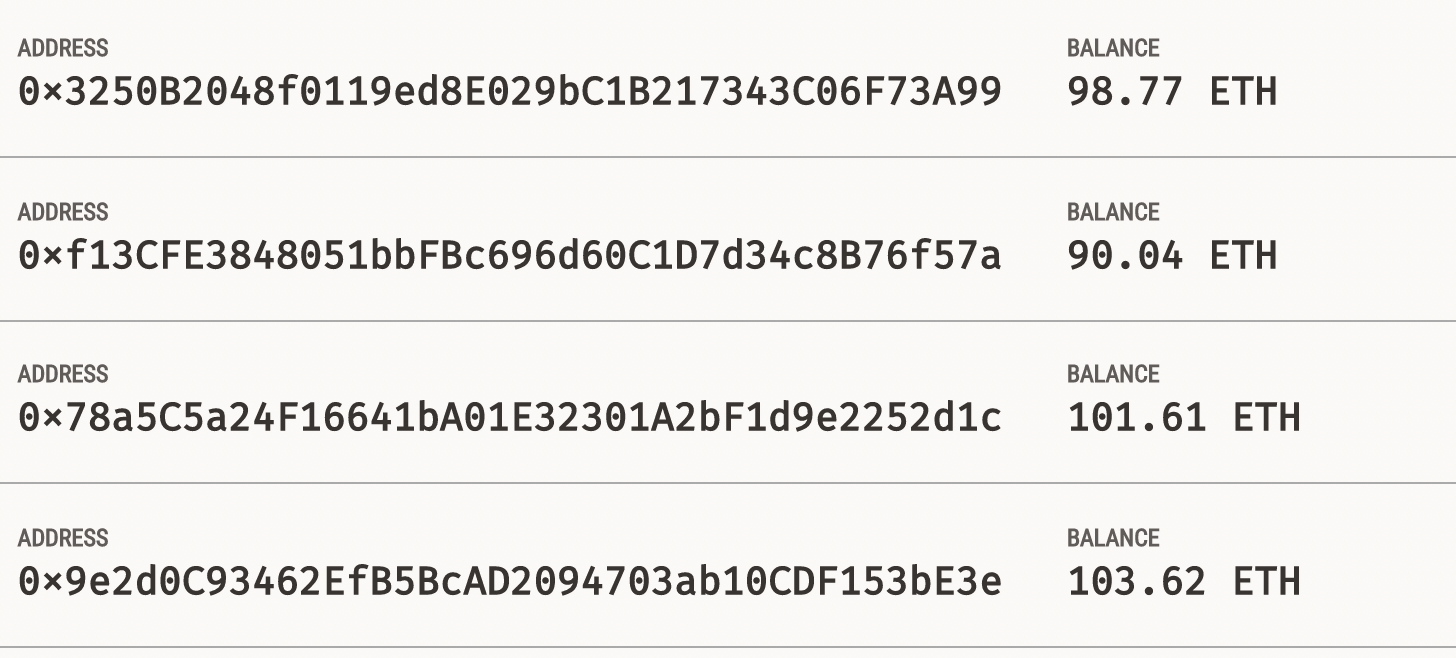 ADDRESS BALANCE
0x3250B2048f0119ed8E029bC1B217343C06F73A99 98.77 ETH
ADDRESS BALANCE
0xf13CFE3848051bbFBc696d60C1D7d34c8B76f57a 90.04 ETH
ADDRESS BALANCE
0x78a5C5a24F16641bA01E32301A2bF1d9e2252d1c 101.61 ETH
ADDRESS BALANCE
0x9e2d0C93462EfB5BcAD2094703ab10CDF153bE3e 103.62 ETH